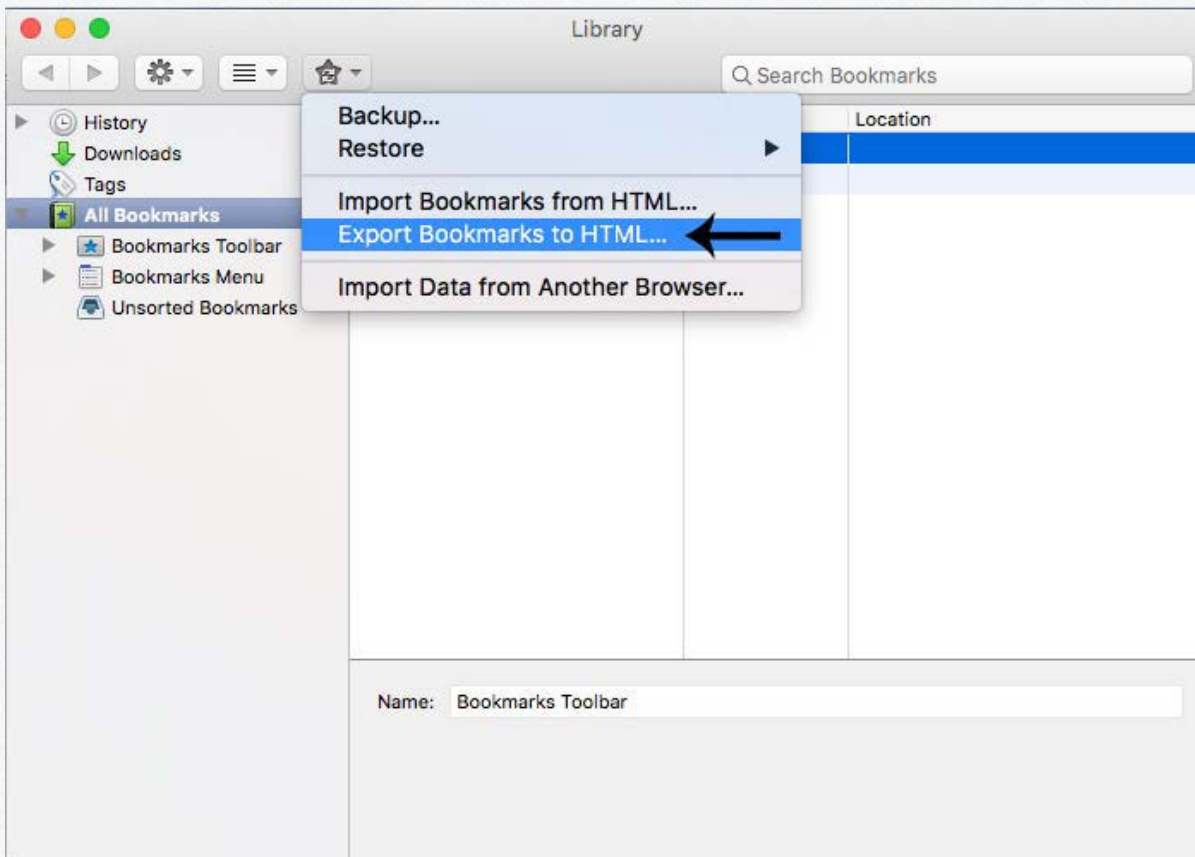 Library
Search Bookmarks
History
Downloads
Tags
All Bookmarks
Bookmarks Toolbar
Bookmarks Menu
Unsorted Bookmarks
Backup...
Restore
Import Bookmarks from HTML...
Export Bookmarks to HTML...
Import Data from Another Browser...
Location
Name: Bookmarks Toolbar